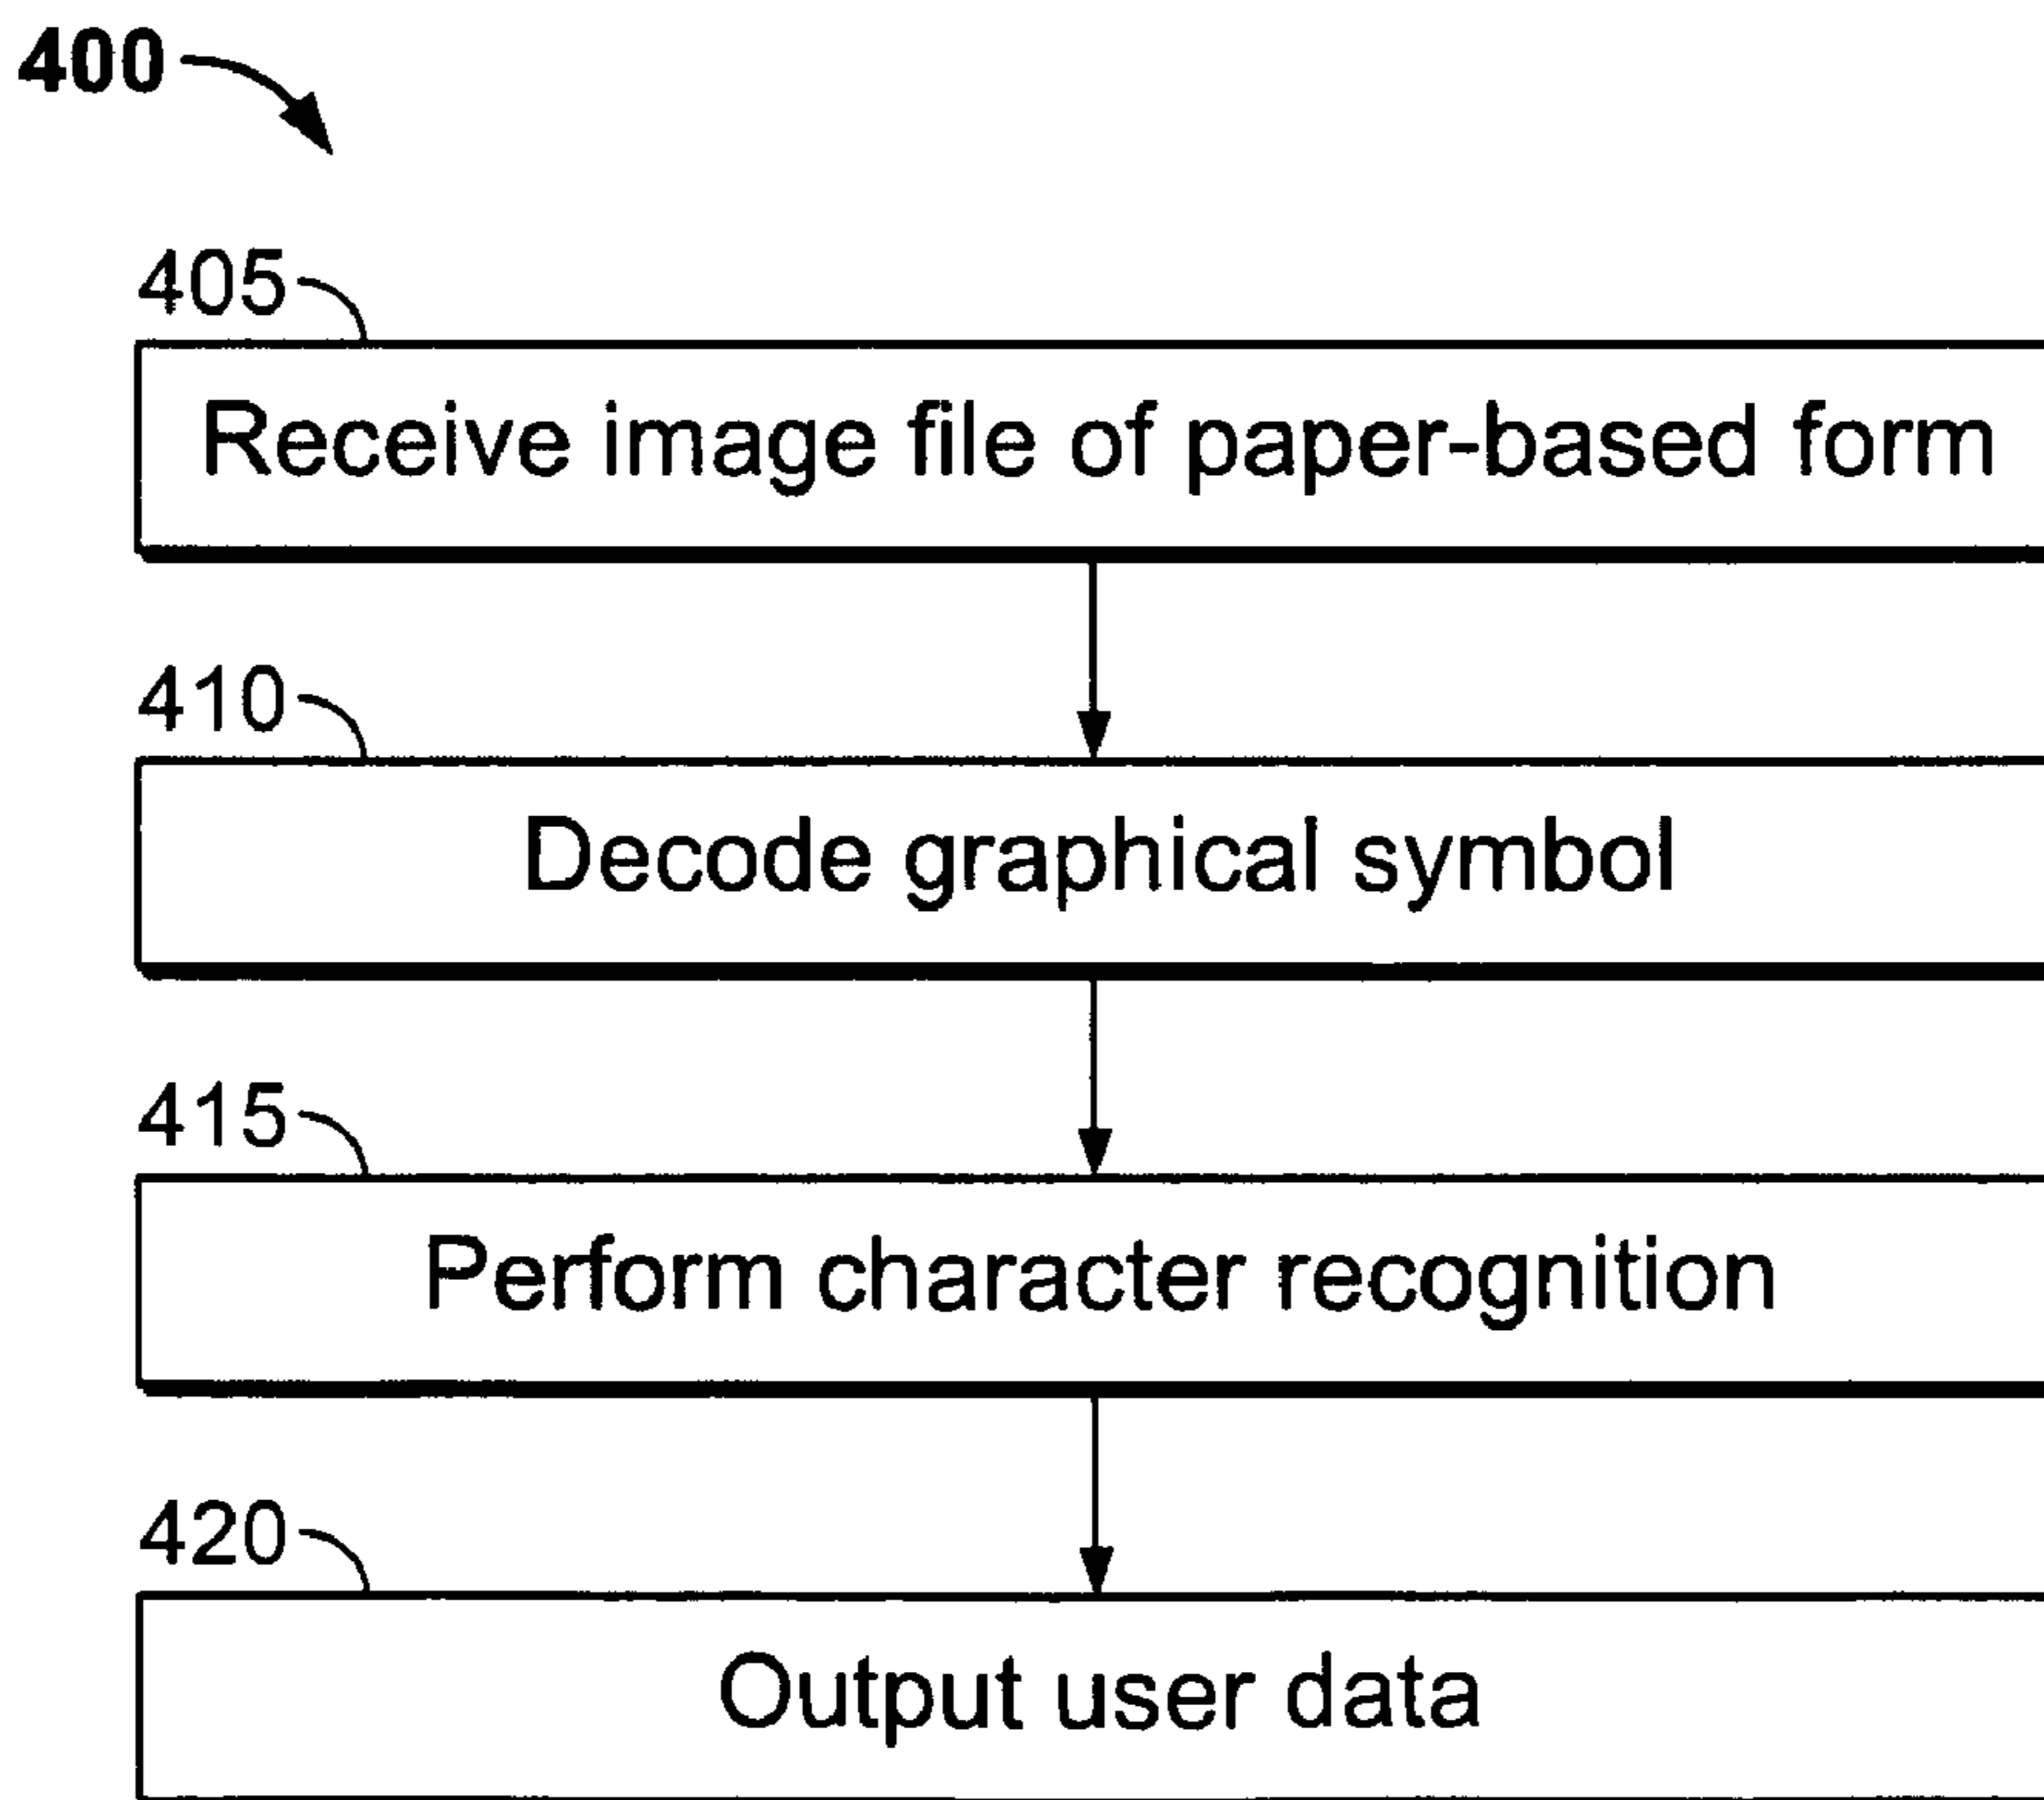 400
405
Receive image file of paper-based form
410
Decode graphical symbol
415
Perform character recognition
420
Output user data